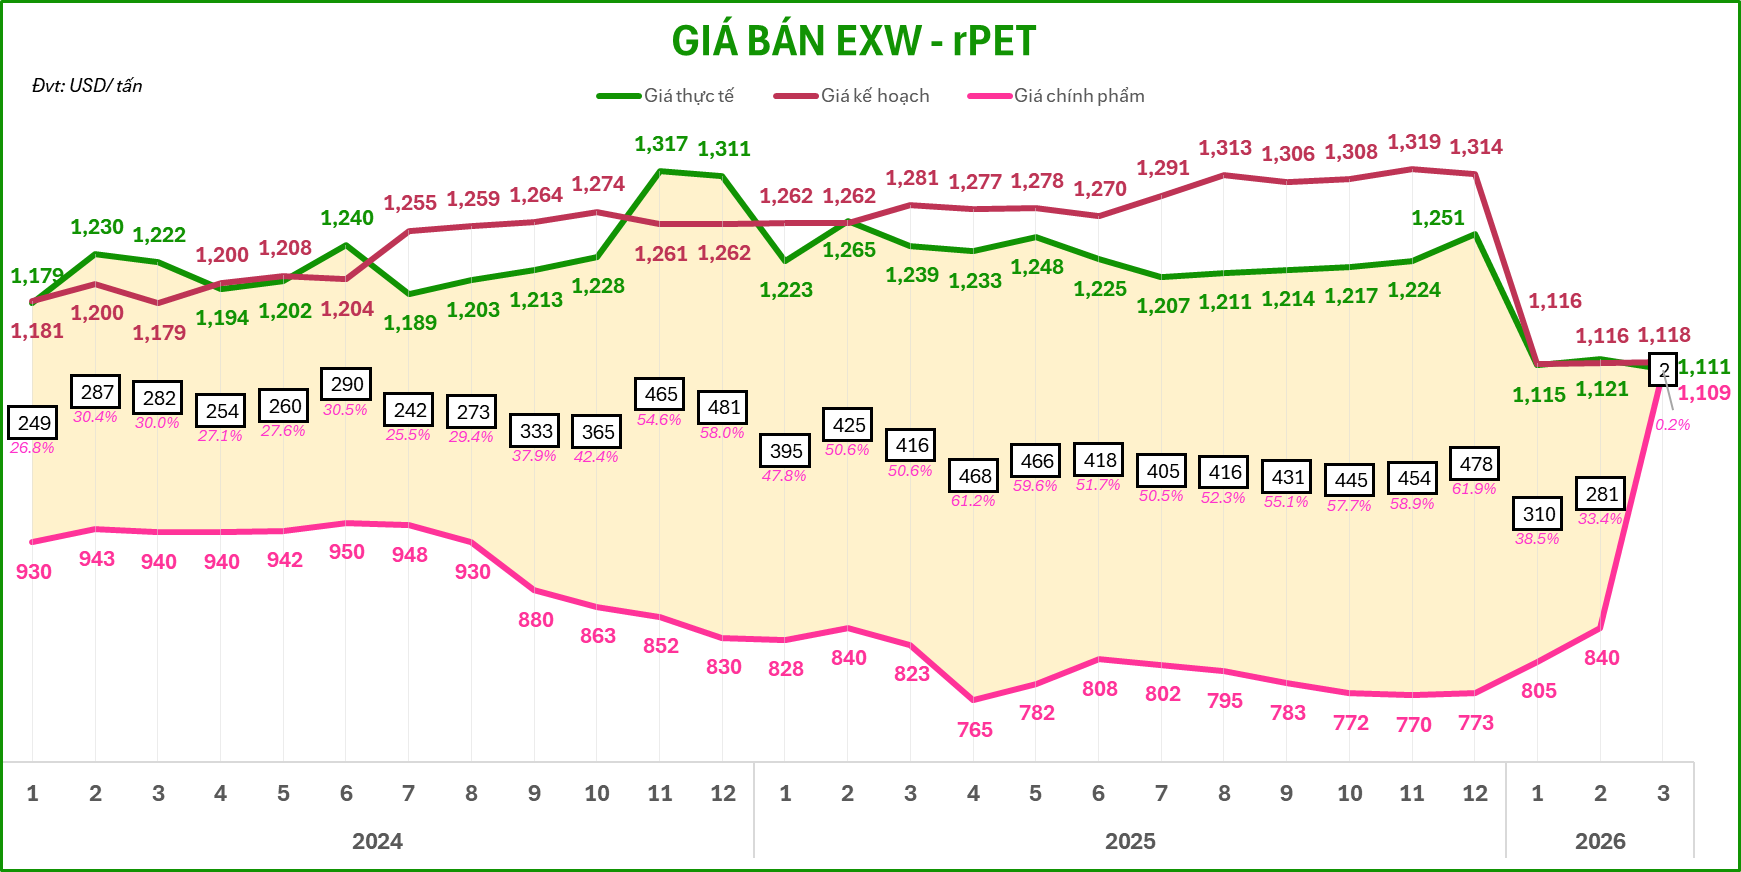 GIÁ BÁN EXW - rPET
Đvt: USD/ tấn
Giá thực tế Giá kế hoạch Giá chính phẩm
1,179 1,230 1,222 1,194 1,202 1,240 1,189 1,203 1,213 1,228 1,317 1,311 1,223 1,265 1,239 1,233 1,248 1,225 1,207 1,211 1,214 1,217 1,224 1,251 1,115 1,121 1,111
1,181 1,200 1,179 1,200 1,208 1,204 1,255 1,259 1,264 1,274 1,261 1,262 1,262 1,262 1,281 1,277 1,278 1,270 1,291 1,313 1,306 1,308 1,319 1,314 1,116 1,116 1,118
249 287 282 254 260 290 242 273 333 365 465 481 395 425 416 468 466 418 405 416 431 445 454 478 310 281 2
26.8% 30.4% 30.0% 27.1% 27.6% 30.5% 25.5% 29.4% 37.9% 42.4% 54.6% 58.0% 47.8% 50.6% 50.6% 61.2% 59.6% 51.7% 50.5% 52.3% 55.1% 57.7% 58.9% 61.9% 38.5% 33.4% 0.2%
930 943 940 940 942 950 948 930 880 863 852 830 828 840 823 765 782 808 802 795 783 772 770 773 805 840 1,109
1 2 3 4 5 6 7 8 9 10 11 12 1 2 3 4 5 6 7 8 9 10 11 12 1 2 3
2024 2025 2026